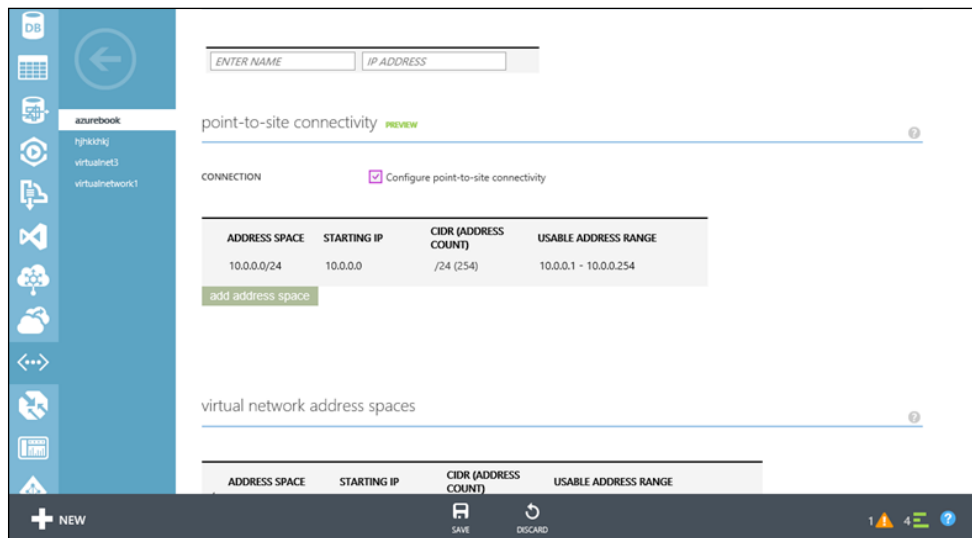 DB
ENTER NAME IP ADDRESS
azurebook
hjhkkhkj
virtualnet3
virtualnetwork1
point-to-site connectivity PREVIEW
?
CONNECTION Configure point-to-site connectivity
ADDRESS SPACE STARTING IP CIDR (ADDRESS COUNT) USABLE ADDRESS RANGE
10.0.0.0/24 10.0.0.0 /24 (254) 10.0.0.1 - 10.0.0.254
add address space
virtual network address spaces
?
ADDRESS SPACE STARTING IP CIDR (ADDRESS COUNT) USABLE ADDRESS RANGE
NEW SAVE DISCARD 1 4 ?